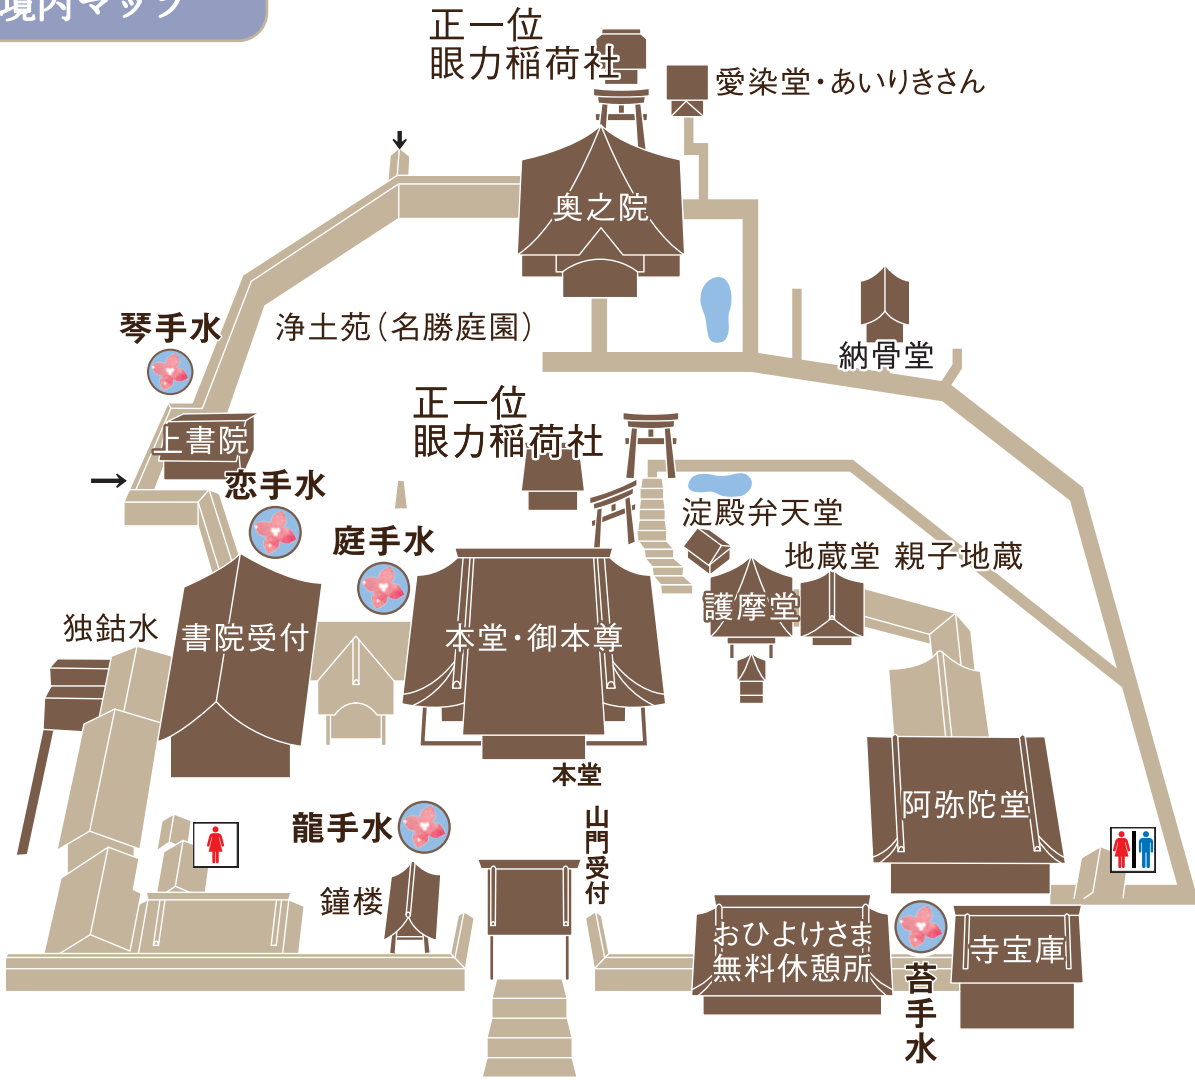 境内マップ
正一位
眼力稲荷社
愛染堂・あいりきさん
奥之院
琴手水
浄土苑（名勝庭園）
納骨堂
正一位
眼力稲荷社
上書院
恋手水
淀殿弁天堂
庭手水
地蔵堂 親子地蔵
護摩堂
独鈷水
書院受付
本堂・御本尊
本堂
阿弥陀堂
龍手水
山門受付
鐘楼
おひよけさま
無料休憩所
寺宝庫
苔手水